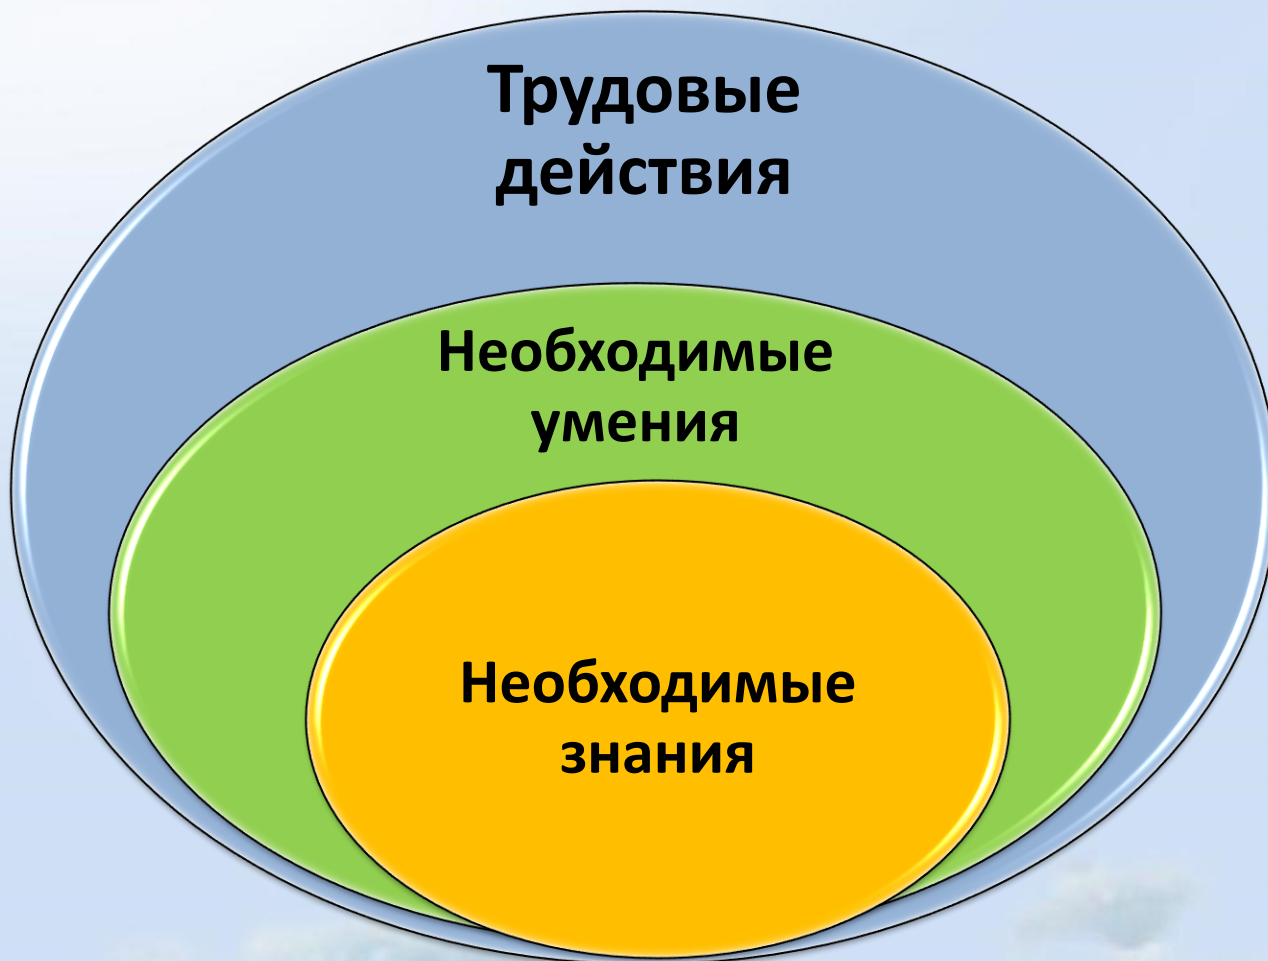 Трудовые
действия
Необходимые
умения
Необходимые
знания